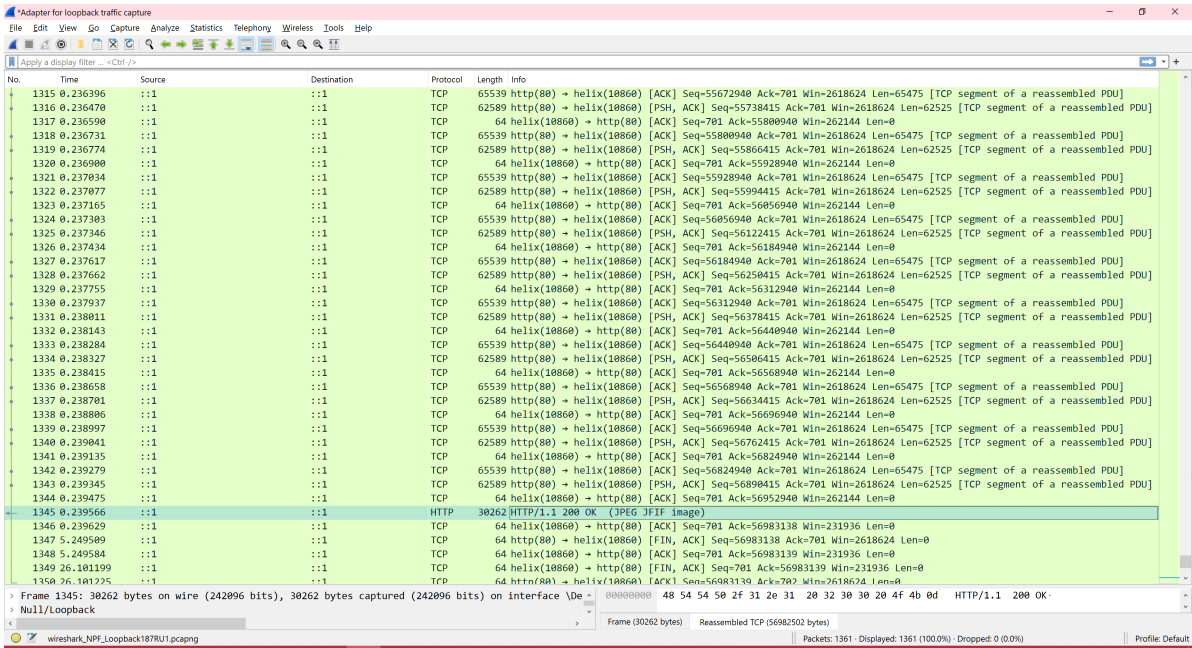 *Adapter for loopback traffic capture
File Edit View Go Capture Analyze Statistics Telephony Wireless Tools Help
Apply a display filter ... <Ctrl-/>
No. Time Source Destination Protocol Length Info
1315 0.236396 ::1 ::1 TCP 65539 http(80) → helix(10860) [ACK] Seq=55672940 Ack=701 Win=2618624 Len=65475 [TCP segment of a reassembled PDU]
1316 0.236470 ::1 ::1 TCP 62589 http(80) → helix(10860) [PSH, ACK] Seq=55738415 Ack=701 Win=2618624 Len=62525 [TCP segment of a reassembled PDU]
1317 0.236590 ::1 ::1 TCP 64 helix(10860) → http(80) [ACK] Seq=701 Ack=55800940 Win=262144 Len=0
1318 0.236731 ::1 ::1 TCP 65539 http(80) → helix(10860) [ACK] Seq=55800940 Ack=701 Win=2618624 Len=65475 [TCP segment of a reassembled PDU]
1319 0.236774 ::1 ::1 TCP 62589 http(80) → helix(10860) [PSH, ACK] Seq=55866415 Ack=701 Win=2618624 Len=62525 [TCP segment of a reassembled PDU]
1320 0.236900 ::1 ::1 TCP 64 helix(10860) → http(80) [ACK] Seq=701 Ack=55928940 Win=262144 Len=0
1321 0.237034 ::1 ::1 TCP 65539 http(80) → helix(10860) [ACK] Seq=55928940 Ack=701 Win=2618624 Len=65475 [TCP segment of a reassembled PDU]
1322 0.237077 ::1 ::1 TCP 62589 http(80) → helix(10860) [PSH, ACK] Seq=55994415 Ack=701 Win=2618624 Len=62525 [TCP segment of a reassembled PDU]
1323 0.237165 ::1 ::1 TCP 64 helix(10860) → http(80) [ACK] Seq=701 Ack=56056940 Win=262144 Len=0
1324 0.237303 ::1 ::1 TCP 65539 http(80) → helix(10860) [ACK] Seq=56056940 Ack=701 Win=2618624 Len=65475 [TCP segment of a reassembled PDU]
1325 0.237346 ::1 ::1 TCP 62589 http(80) → helix(10860) [PSH, ACK] Seq=56122415 Ack=701 Win=2618624 Len=62525 [TCP segment of a reassembled PDU]
1326 0.237434 ::1 ::1 TCP 64 helix(10860) → http(80) [ACK] Seq=701 Ack=56184940 Win=262144 Len=0
1327 0.237617 ::1 ::1 TCP 65539 http(80) → helix(10860) [ACK] Seq=56184940 Ack=701 Win=2618624 Len=65475 [TCP segment of a reassembled PDU]
1328 0.237662 ::1 ::1 TCP 62589 http(80) → helix(10860) [PSH, ACK] Seq=56250415 Ack=701 Win=2618624 Len=62525 [TCP segment of a reassembled PDU]
1329 0.237755 ::1 ::1 TCP 64 helix(10860) → http(80) [ACK] Seq=701 Ack=56312940 Win=262144 Len=0
1330 0.237937 ::1 ::1 TCP 65539 http(80) → helix(10860) [ACK] Seq=56312940 Ack=701 Win=2618624 Len=65475 [TCP segment of a reassembled PDU]
1331 0.238011 ::1 ::1 TCP 62589 http(80) → helix(10860) [PSH, ACK] Seq=56378415 Ack=701 Win=2618624 Len=62525 [TCP segment of a reassembled PDU]
1332 0.238143 ::1 ::1 TCP 64 helix(10860) → http(80) [ACK] Seq=701 Ack=56440940 Win=262144 Len=0
1333 0.238284 ::1 ::1 TCP 65539 http(80) → helix(10860) [ACK] Seq=56440940 Ack=701 Win=2618624 Len=65475 [TCP segment of a reassembled PDU]
1334 0.238327 ::1 ::1 TCP 62589 http(80) → helix(10860) [PSH, ACK] Seq=56506415 Ack=701 Win=2618624 Len=62525 [TCP segment of a reassembled PDU]
1335 0.238415 ::1 ::1 TCP 64 helix(10860) → http(80) [ACK] Seq=701 Ack=56568940 Win=262144 Len=0
1336 0.238658 ::1 ::1 TCP 65539 http(80) → helix(10860) [ACK] Seq=56568940 Ack=701 Win=2618624 Len=65475 [TCP segment of a reassembled PDU]
1337 0.238701 ::1 ::1 TCP 62589 http(80) → helix(10860) [PSH, ACK] Seq=56634415 Ack=701 Win=2618624 Len=62525 [TCP segment of a reassembled PDU]
1338 0.238806 ::1 ::1 TCP 64 helix(10860) → http(80) [ACK] Seq=701 Ack=56696940 Win=262144 Len=0
1339 0.238997 ::1 ::1 TCP 65539 http(80) → helix(10860) [ACK] Seq=56696940 Ack=701 Win=2618624 Len=65475 [TCP segment of a reassembled PDU]
1340 0.239041 ::1 ::1 TCP 62589 http(80) → helix(10860) [PSH, ACK] Seq=56762415 Ack=701 Win=2618624 Len=62525 [TCP segment of a reassembled PDU]
1341 0.239135 ::1 ::1 TCP 64 helix(10860) → http(80) [ACK] Seq=701 Ack=56824940 Win=262144 Len=0
1342 0.239279 ::1 ::1 TCP 65539 http(80) → helix(10860) [ACK] Seq=56824940 Ack=701 Win=2618624 Len=65475 [TCP segment of a reassembled PDU]
1343 0.239345 ::1 ::1 TCP 62589 http(80) → helix(10860) [PSH, ACK] Seq=56890415 Ack=701 Win=2618624 Len=62525 [TCP segment of a reassembled PDU]
1344 0.239475 ::1 ::1 TCP 64 helix(10860) → http(80) [ACK] Seq=701 Ack=56952940 Win=262144 Len=0
1345 0.239566 ::1 ::1 HTTP 30262 HTTP/1.1 200 OK (JPEG JFIF image)
1346 0.239629 ::1 ::1 TCP 64 helix(10860) → http(80) [ACK] Seq=701 Ack=56983138 Win=231936 Len=0
1347 5.249509 ::1 ::1 TCP 64 http(80) → helix(10860) [FIN, ACK] Seq=56983138 Ack=701 Win=2618624 Len=0
1348 5.249584 ::1 ::1 TCP 64 helix(10860) → http(80) [ACK] Seq=701 Ack=56983139 Win=231936 Len=0
1349 26.101199 ::1 ::1 TCP 64 helix(10860) → http(80) [FIN, ACK] Seq=701 Ack=56983139 Win=231936 Len=0
1350 26.101225 ::1 ::1 TCP 64 http(80) → helix(10860) [ACK] Seq=56983139 Ack=702 Win=2618624 Len=0
> Frame 1345: 30262 bytes on wire (242096 bits), 30262 bytes captured (242096 bits) on interface \De
> Null/Loopback
00000000 48 54 54 50 2f 31 2e 31 20 32 30 30 20 4f 4b 0d HTTP/1.1 200 OK·
Frame (30262 bytes) Reassembled TCP (56982502 bytes)
wireshark_NPF_Loopback187RU1.pcapng Packets: 1361 · Displayed: 1361 (100.0%) · Dropped: 0 (0.0%) Profile: Default